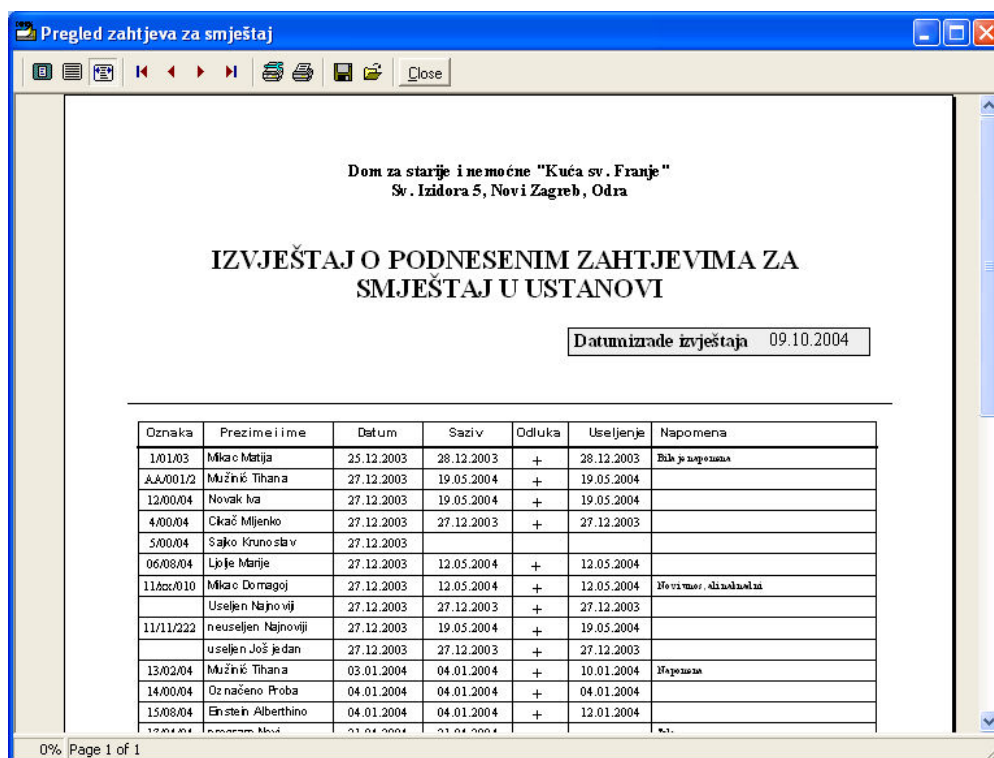 Pregled zahtjeva za smještaj
Close
Dom za starije i nemoćne "Kuća sv. Franje"
Sv. Izidora 5, Novi Zagreb, Odra
IZVJEŠTAJ O PODNESENIM ZAHTJEVIMA ZA
SMJEŠTAJ U USTANOVI
Datum izrade izvještaja 09.10.2004
Oznaka Prezime i ime Datum Saziv Odluka Useljenje Napomena
1/01/03 Mikac Matija 25.12.2003 28.12.2003 + 28.12.2003 Bila je napomena
AA/001/2 Mužinić Tihana 27.12.2003 19.05.2004 + 19.05.2004
12/00/04 Novak Iva 27.12.2003 19.05.2004 + 19.05.2004
4/00/04 Cikač Mljenko 27.12.2003 27.12.2003 + 27.12.2003
5/00/04 Sajko Krunoslav 27.12.2003
06/08/04 Ljolje Marije 27.12.2003 12.05.2004 + 12.05.2004
Mikac Domagoj 27.12.2003 12.05.2004 + 12.05.2004 Novi unos, ali
Useljen Najnoviji 27.12.2003 27.12.2003 + 27.12.2003
11/11/222 neuseljen Najnoviji 27.12.2003 19.05.2004 + 19.05.2004
useljen Još jedan 27.12.2003 27.12.2003 + 27.12.2003
13/02/04 Mužinić Tihana 03.01.2004 04.01.2004 + 10.01.2004 Napomena
14/00/04 Označeno Proba 04.01.2004 04.01.2004 + 04.01.2004
15/08/04 Einstein Alberthino 04.01.2004 04.01.2004 + 12.01.2004
program Novi
0% Page 1 of 1